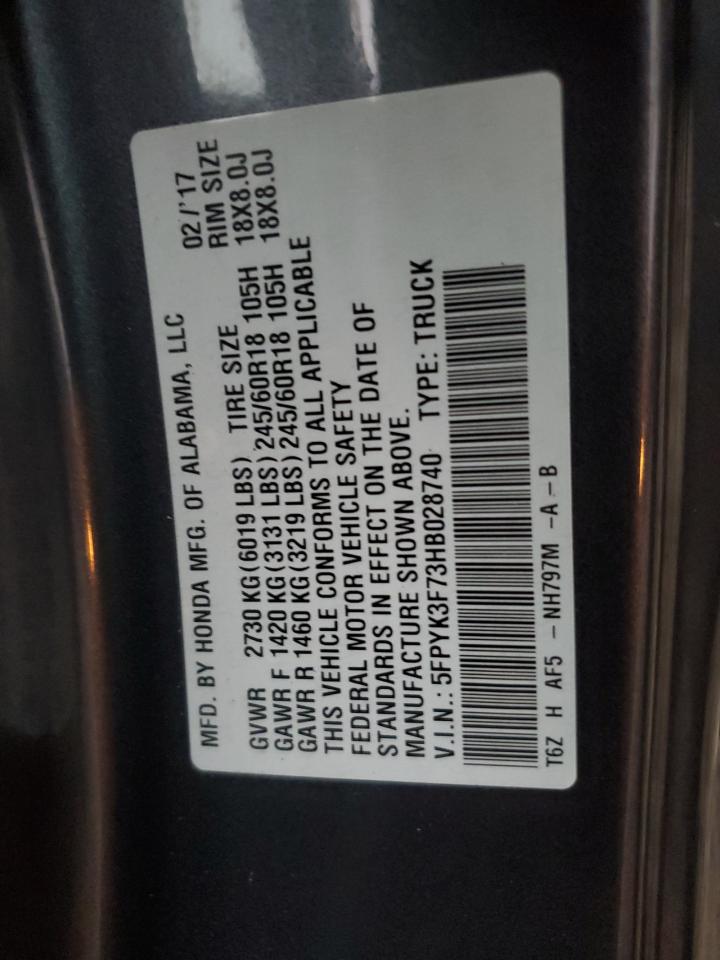 MFD. BY HONDA MFG. OF ALABAMA, LLC 02/'17
GVWR 2730 KG(6019 LBS) TIRE SIZE RIM SIZE
GAWR F 1420 KG(3131 LBS) 245/60R18 105H 18X8.0J
GAWR R 1460 KG(3219 LBS) 245/60R18 105H 18X8.0J
THIS VEHICLE CONFORMS TO ALL APPLICABLE
FEDERAL MOTOR VEHICLE SAFETY
STANDARDS IN EFFECT ON THE DATE OF
MANUFACTURE SHOWN ABOVE.
V.I.N.: 5FPYK3F73HB028740 TYPE: TRUCK
T6Z H AF5 - NH797M -A-B